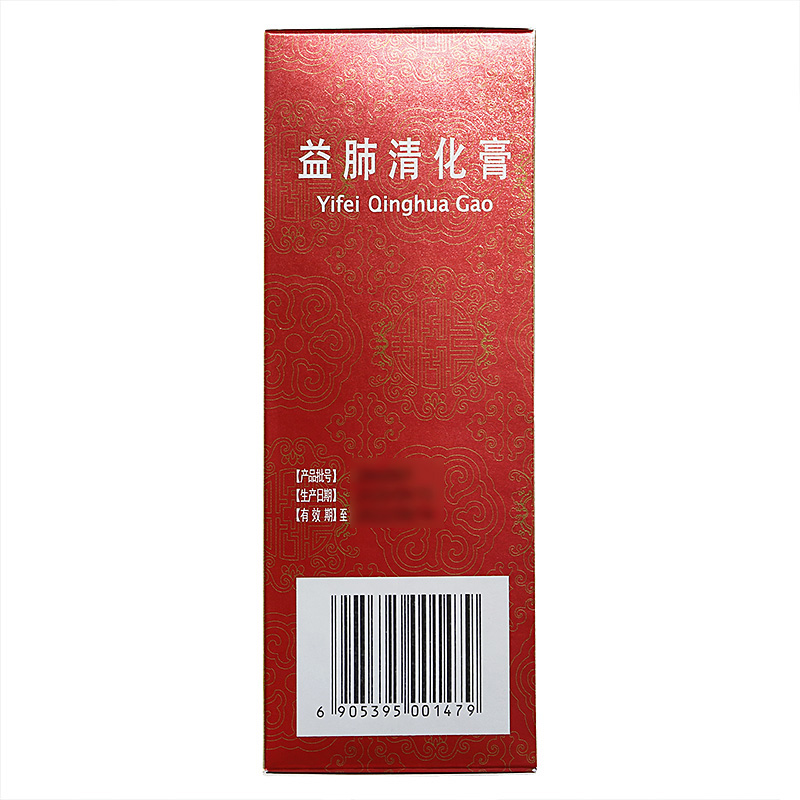 益肺清化膏
Yifei Qinghua Gao
【产品批号】
【生产日期】
【有效期】至
6 905395 001479